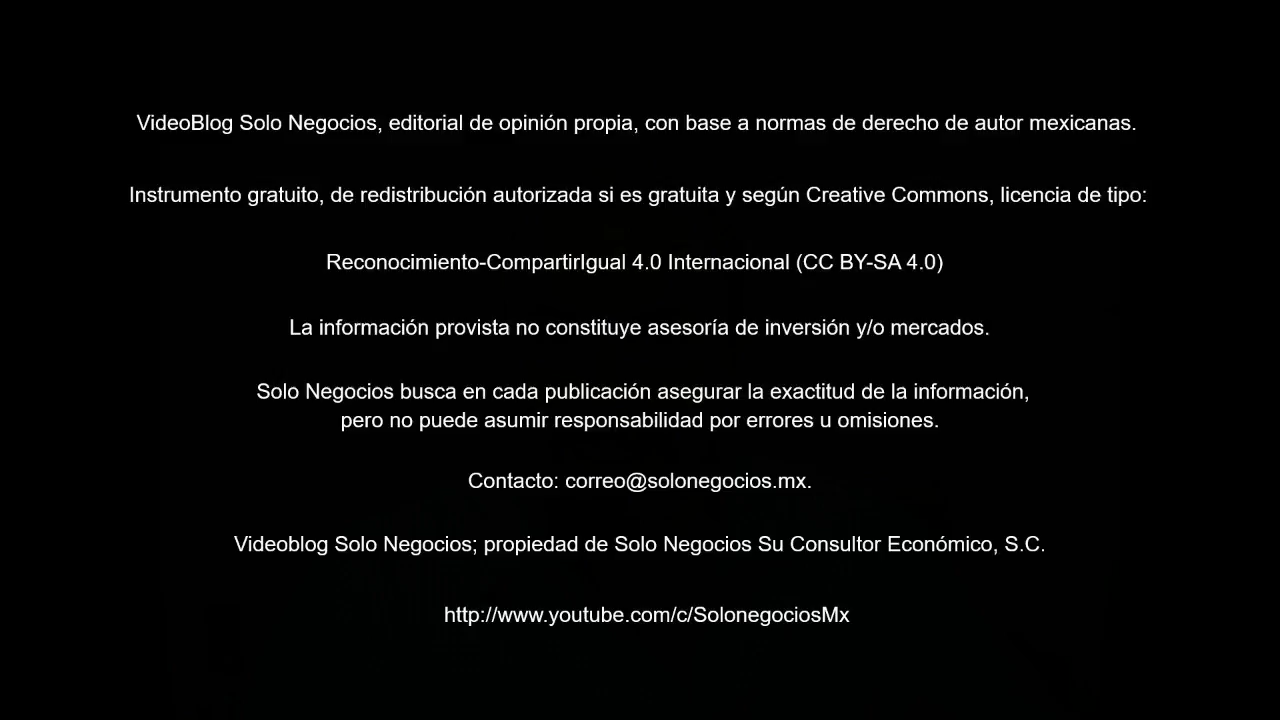 VideoBlog Solo Negocios, editorial de opinión propia, con base a normas de derecho de autor mexicanas.
Instrumento gratuito, de redistribución autorizada si es gratuita y según Creative Commons, licencia de tipo:
Reconocimiento-CompartirIgual 4.0 Internacional (CC BY-SA 4.0)
La información provista no constituye asesoría de inversión y/o mercados.
Solo Negocios busca en cada publicación asegurar la exactitud de la información,
pero no puede asumir responsabilidad por errores u omisiones.
Contacto: correo@solonegocios.mx.
Videoblog Solo Negocios; propiedad de Solo Negocios Su Consultor Económico, S.C.
http://www.youtube.com/c/SolonegociosMx